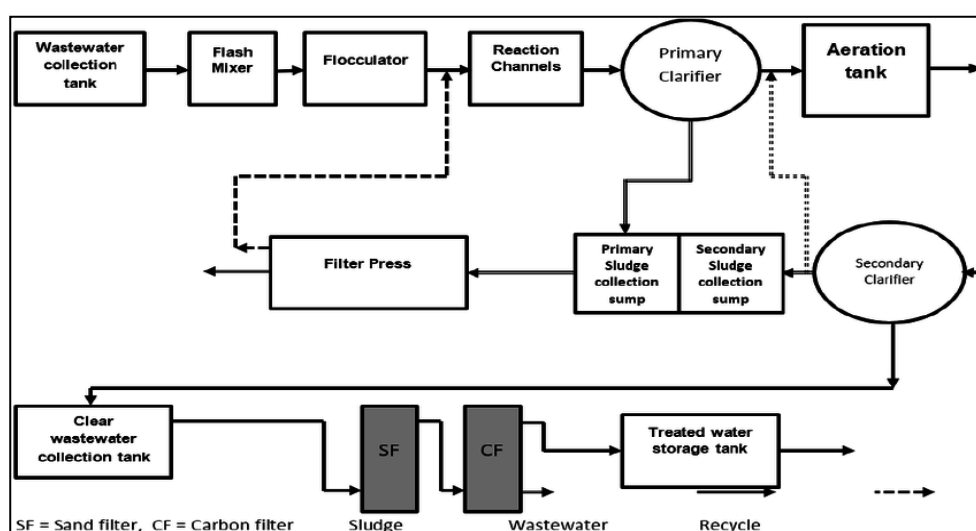 Wastewater
collection
tank
Flash
Mixer
Flocculator
Reaction
Channels
Primary
Clarifier
Aeration
tank
Filter Press
Primary
Sludge
collection
sump
Secondary
Sludge
collection
sump
Secondary
Clarifier
Clear
wastewater
collection tank
SF
CF
Treated water
storage tank
SF = Sand filter, CF = Carbon filter
Sludge
Wastewater
Recycle